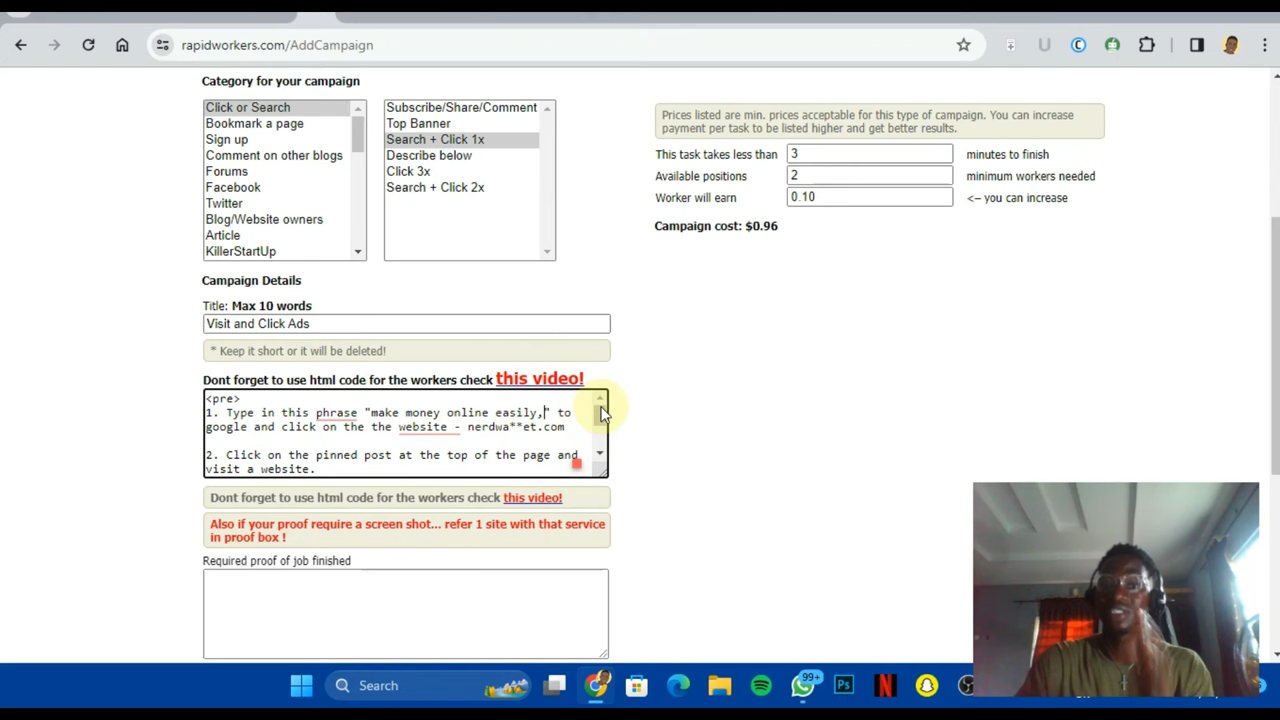 rapidworkers.com/AddCampaign
Category for your campaign
Click or Search
Bookmark a page
Sign up
Comment on other blogs
Forums
Facebook
Twitter
Blog/Website owners
Article
KillerStartUp
Subscribe/Share/Comment
Top Banner
Search + Click 1x
Describe below
Click 3x
Search + Click 2x
Prices listed are min. prices acceptable for this type of campaign. You can increase
payment per task to be listed higher and get better results.
This task takes less than 3 minutes to finish
Available positions 2 minimum workers needed
Worker will earn 0.10 <-- you can increase
Campaign cost: $0.96
Campaign Details
Title: Max 10 words
Visit and Click Ads
* Keep it short or it will be deleted!
Dont forget to use html code for the workers check this video!
<pre>
1. Type in this phrase "make money online easily," to
google and click on the the website - nerdwa**et.com
2. Click on the pinned post at the top of the page and
visit a website.
Dont forget to use html code for the workers check this video!
Also if your proof require a screen shot... refer 1 site with that service
in proof box !
Required proof of job finished
Search
99+
Ps
N